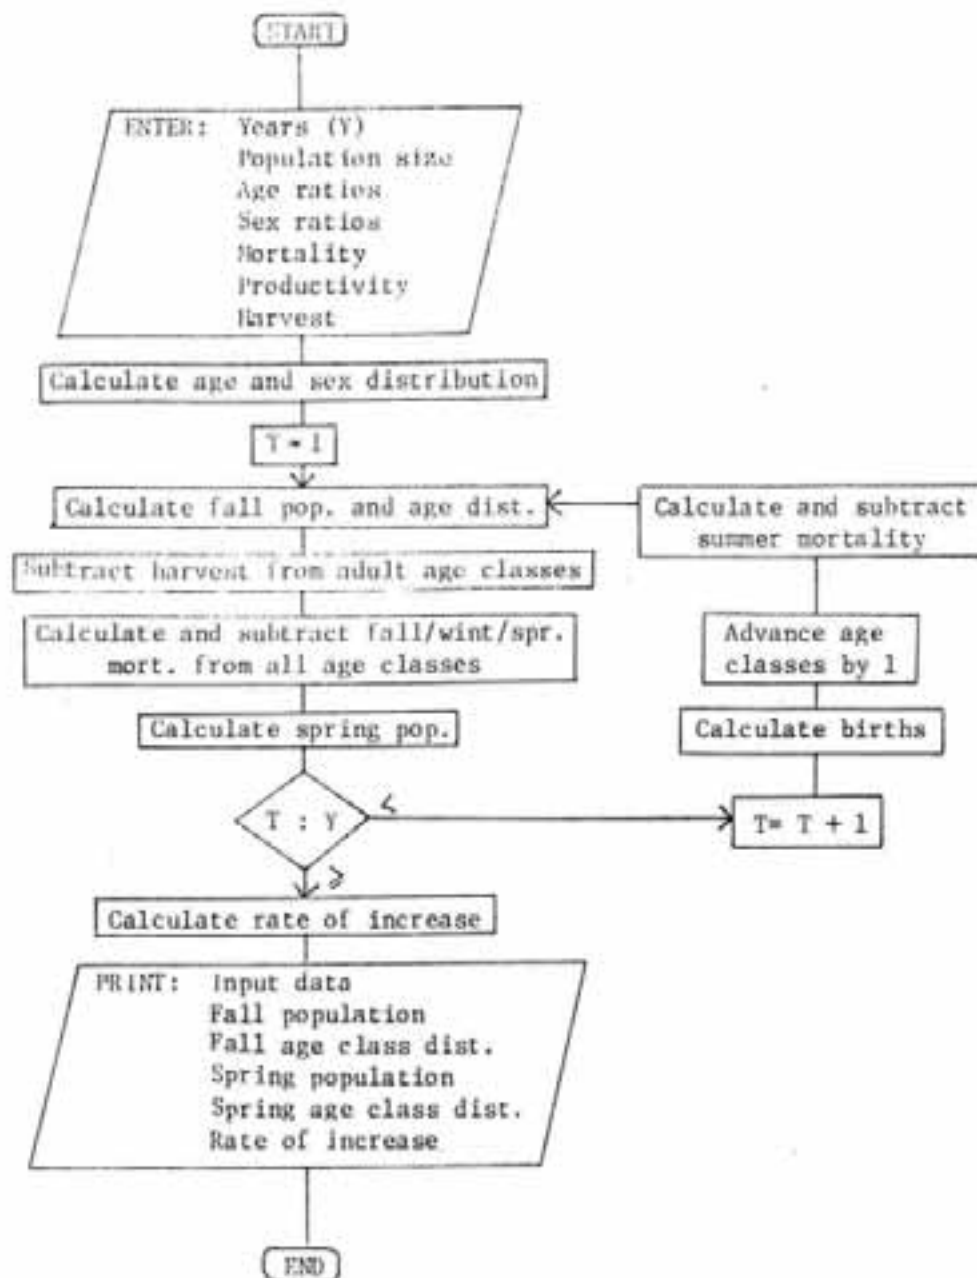 START
ENTER: Years (Y)
Population size
Age ratios
Sex ratios
Mortality
Productivity
Harvest
Calculate age and sex distribution
T = 1
Calculate fall pop. and age dist.
Subtract harvest from adult age classes
Calculate and subtract fall/wint/spr.
mort. from all age classes
Calculate spring pop.
T : Y
<
≥
T= T + 1
Calculate births
Advance age
classes by 1
Calculate and subtract
summer mortality
Calculate rate of increase
PRINT: Input data
Fall population
Fall age class dist.
Spring population
Spring age class dist.
Rate of increase
END